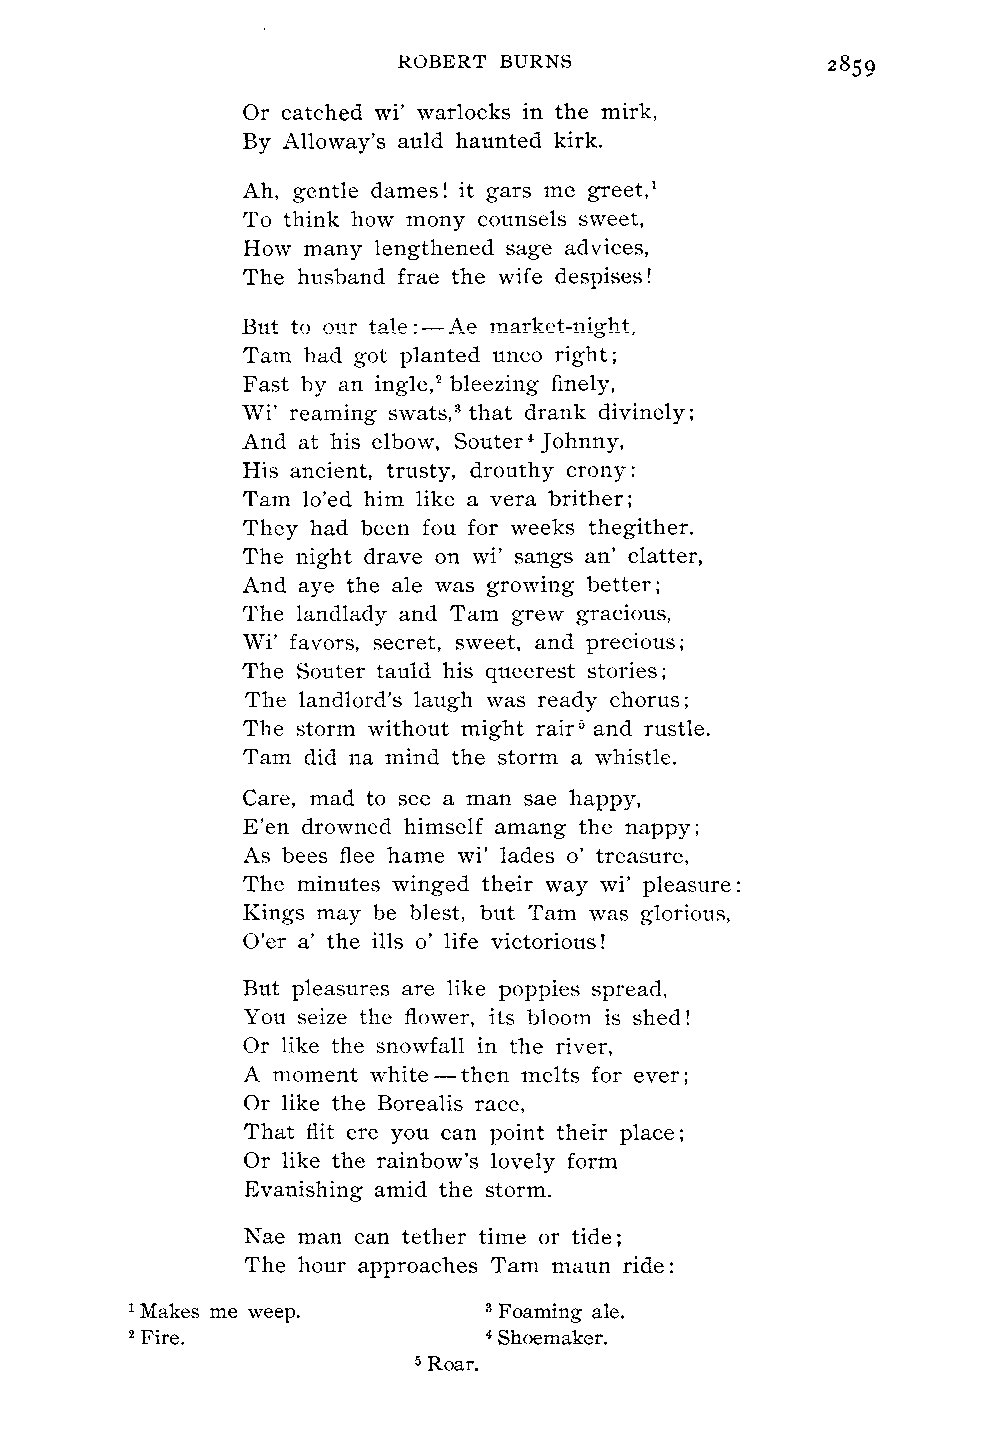 ROBERT BURNS 2859
Or catched wi' warlocks in the mirk,
By Alloway's auld haunted kirk.
Ah, gentle dames! it gars me greet,¹
To think how mony counsels sweet,
How many lengthened sage advices,
The husband frae the wife despises!
But to our tale:—Ae market-night,
Tam had got planted unco right;
Fast by an ingle,² bleezing finely,
Wi' reaming swats,³ that drank divinely;
And at his elbow, Souter⁴ Johnny,
His ancient, trusty, drouthy crony:
Tam lo'ed him like a vera brither;
They had been fou for weeks thegither.
The night drave on wi' sangs an' clatter,
And aye the ale was growing better;
The landlady and Tam grew gracious,
Wi' favors, secret, sweet, and precious;
The Souter tauld his queerest stories;
The landlord's laugh was ready chorus;
The storm without might rair⁵ and rustle.
Tam did na mind the storm a whistle.
Care, mad to see a man sae happy,
E'en drowned himself amang the nappy;
As bees flee hame wi' lades o' treasure,
The minutes winged their way wi' pleasure:
Kings may be blest, but Tam was glorious,
O'er a' the ills o' life victorious!
But pleasures are like poppies spread,
You seize the flower, its bloom is shed!
Or like the snowfall in the river,
A moment white—then melts for ever;
Or like the Borealis race,
That flit ere you can point their place;
Or like the rainbow's lovely form
Evanishing amid the storm.
Nae man can tether time or tide;
The hour approaches Tam maun ride:
¹ Makes me weep. ³ Foaming ale.
² Fire. ⁴ Shoemaker.
⁵ Roar.